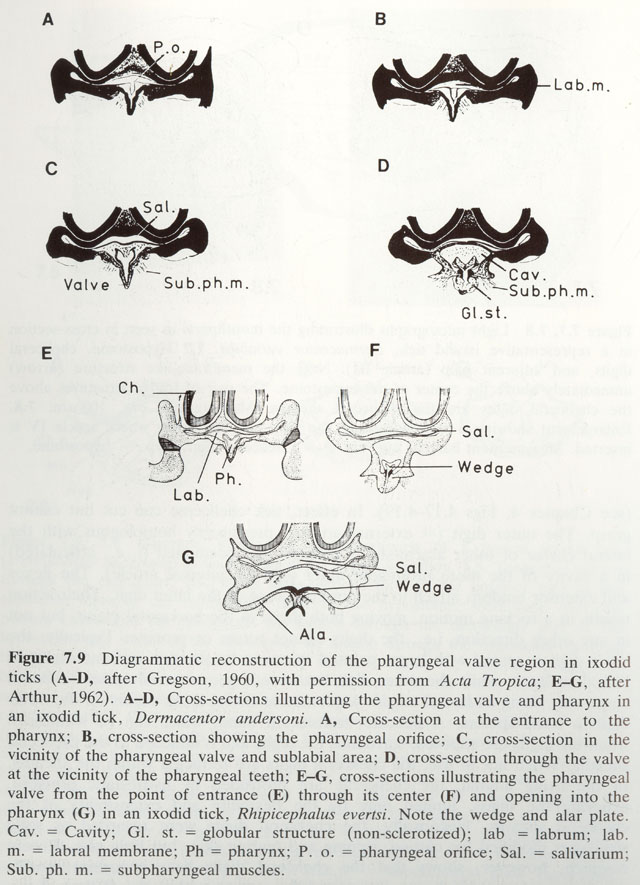 A
P.o.
B
Lab.m.
C
Sal.
Valve
Sub.ph.m.
D
Cav.
Sub.ph.m.
Gl.st.
E
Ch.
Lab.
Ph.
F
Sal.
Wedge
G
Sal.
Wedge
Ala.
Figure 7.9 Diagrammatic reconstruction of the pharyngeal valve region in ixodid
ticks (A–D, after Gregson, 1960, with permission from Acta Tropica; E–G, after
Arthur, 1962). A–D, Cross-sections illustrating the pharyngeal valve and pharynx in
an ixodid tick, Dermacentor andersoni. A, Cross-section at the entrance to the
pharynx; B, cross-section showing the pharyngeal orifice; C, cross-section in the
vicinity of the pharyngeal valve and sublabial area; D, cross-section through the valve
at the vicinity of the pharyngeal teeth; E–G, cross-sections illustrating the pharyngeal
valve from the point of entrance (E) through its center (F) and opening into the
pharynx (G) in an ixodid tick, Rhipicephalus evertsi. Note the wedge and alar plate.
Cav. = Cavity; Gl. st. = globular structure (non-sclerotized); lab = labrum; lab.
m. = labral membrane; Ph = pharynx; P. o. = pharyngeal orifice; Sal. = salivarium;
Sub. ph. m. = subpharyngeal muscles.